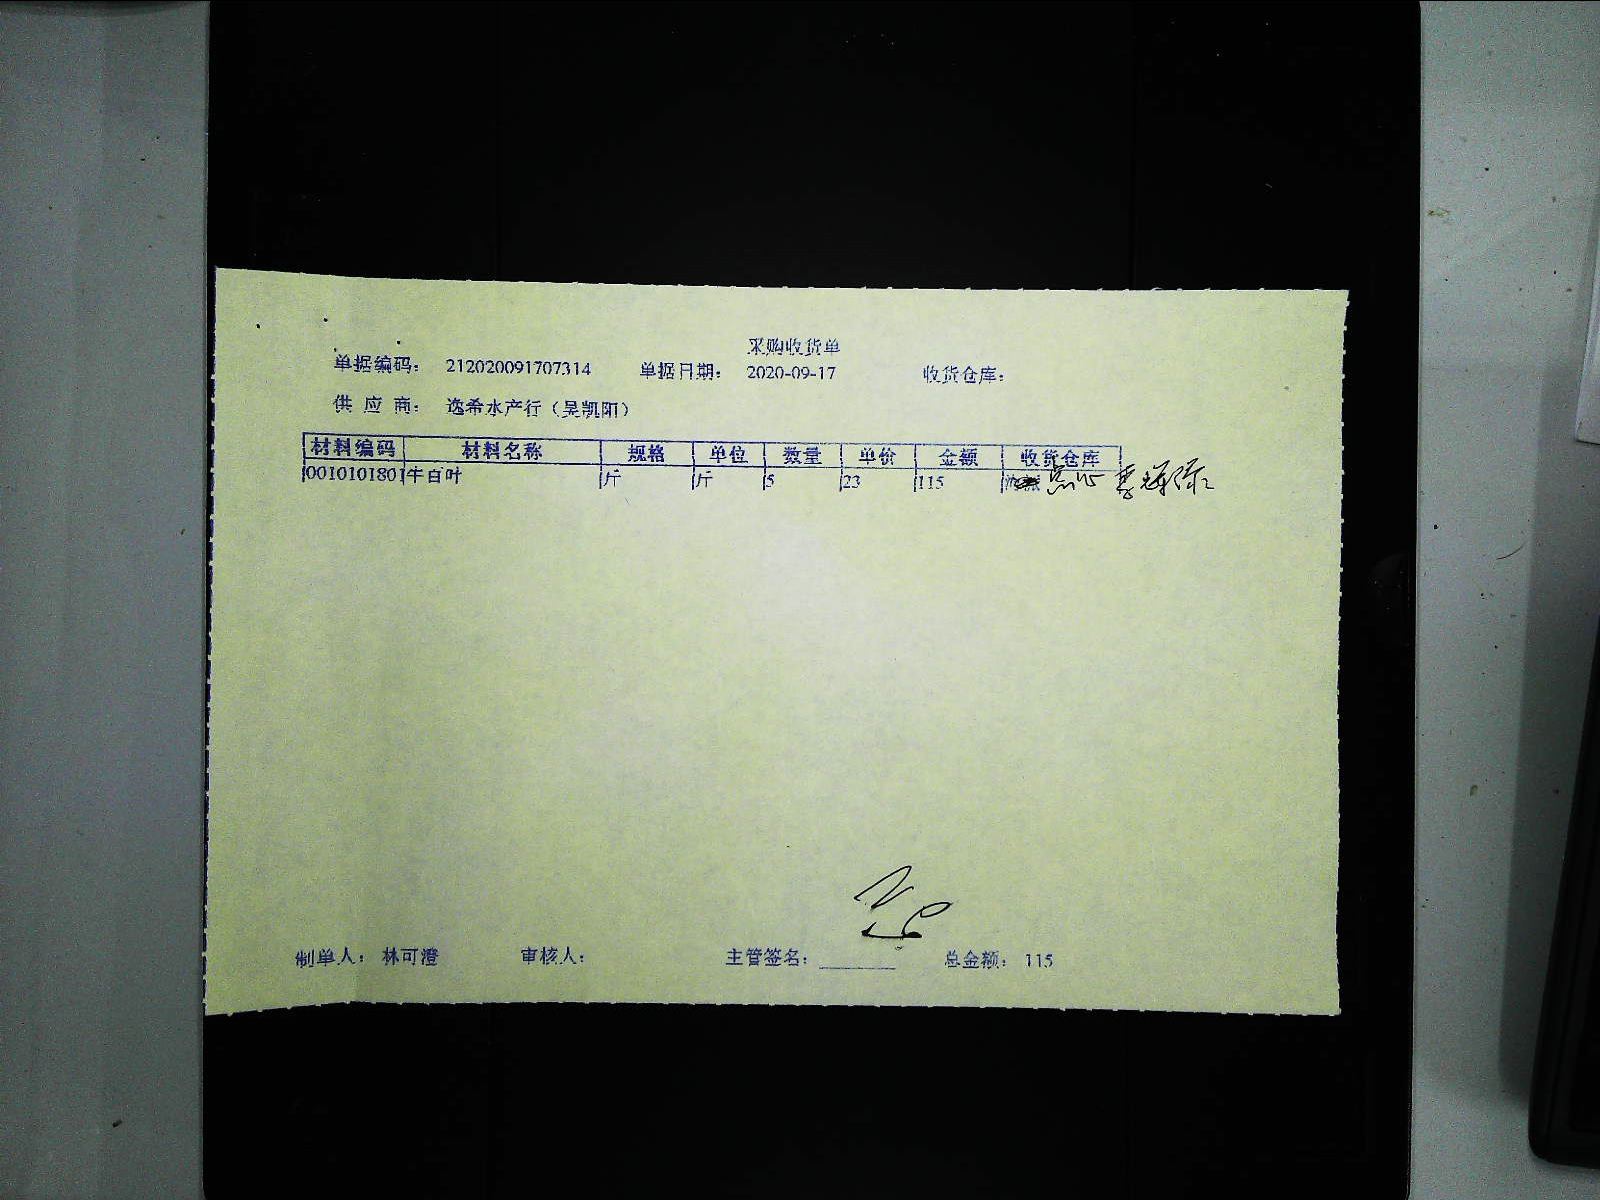 采购收货单
单据编码： 212020091707314 单据日期： 2020-09-17 收货仓库：
供 应 商： 逸希水产行（吴凯阳）
材料编码 材料名称 规格 单位 数量 单价 金额 收货仓库
0010101801 牛百叶 斤 斤 5 23 115 点心
制单人： 林可澄 审核人： 主管签名： 总金额： 115